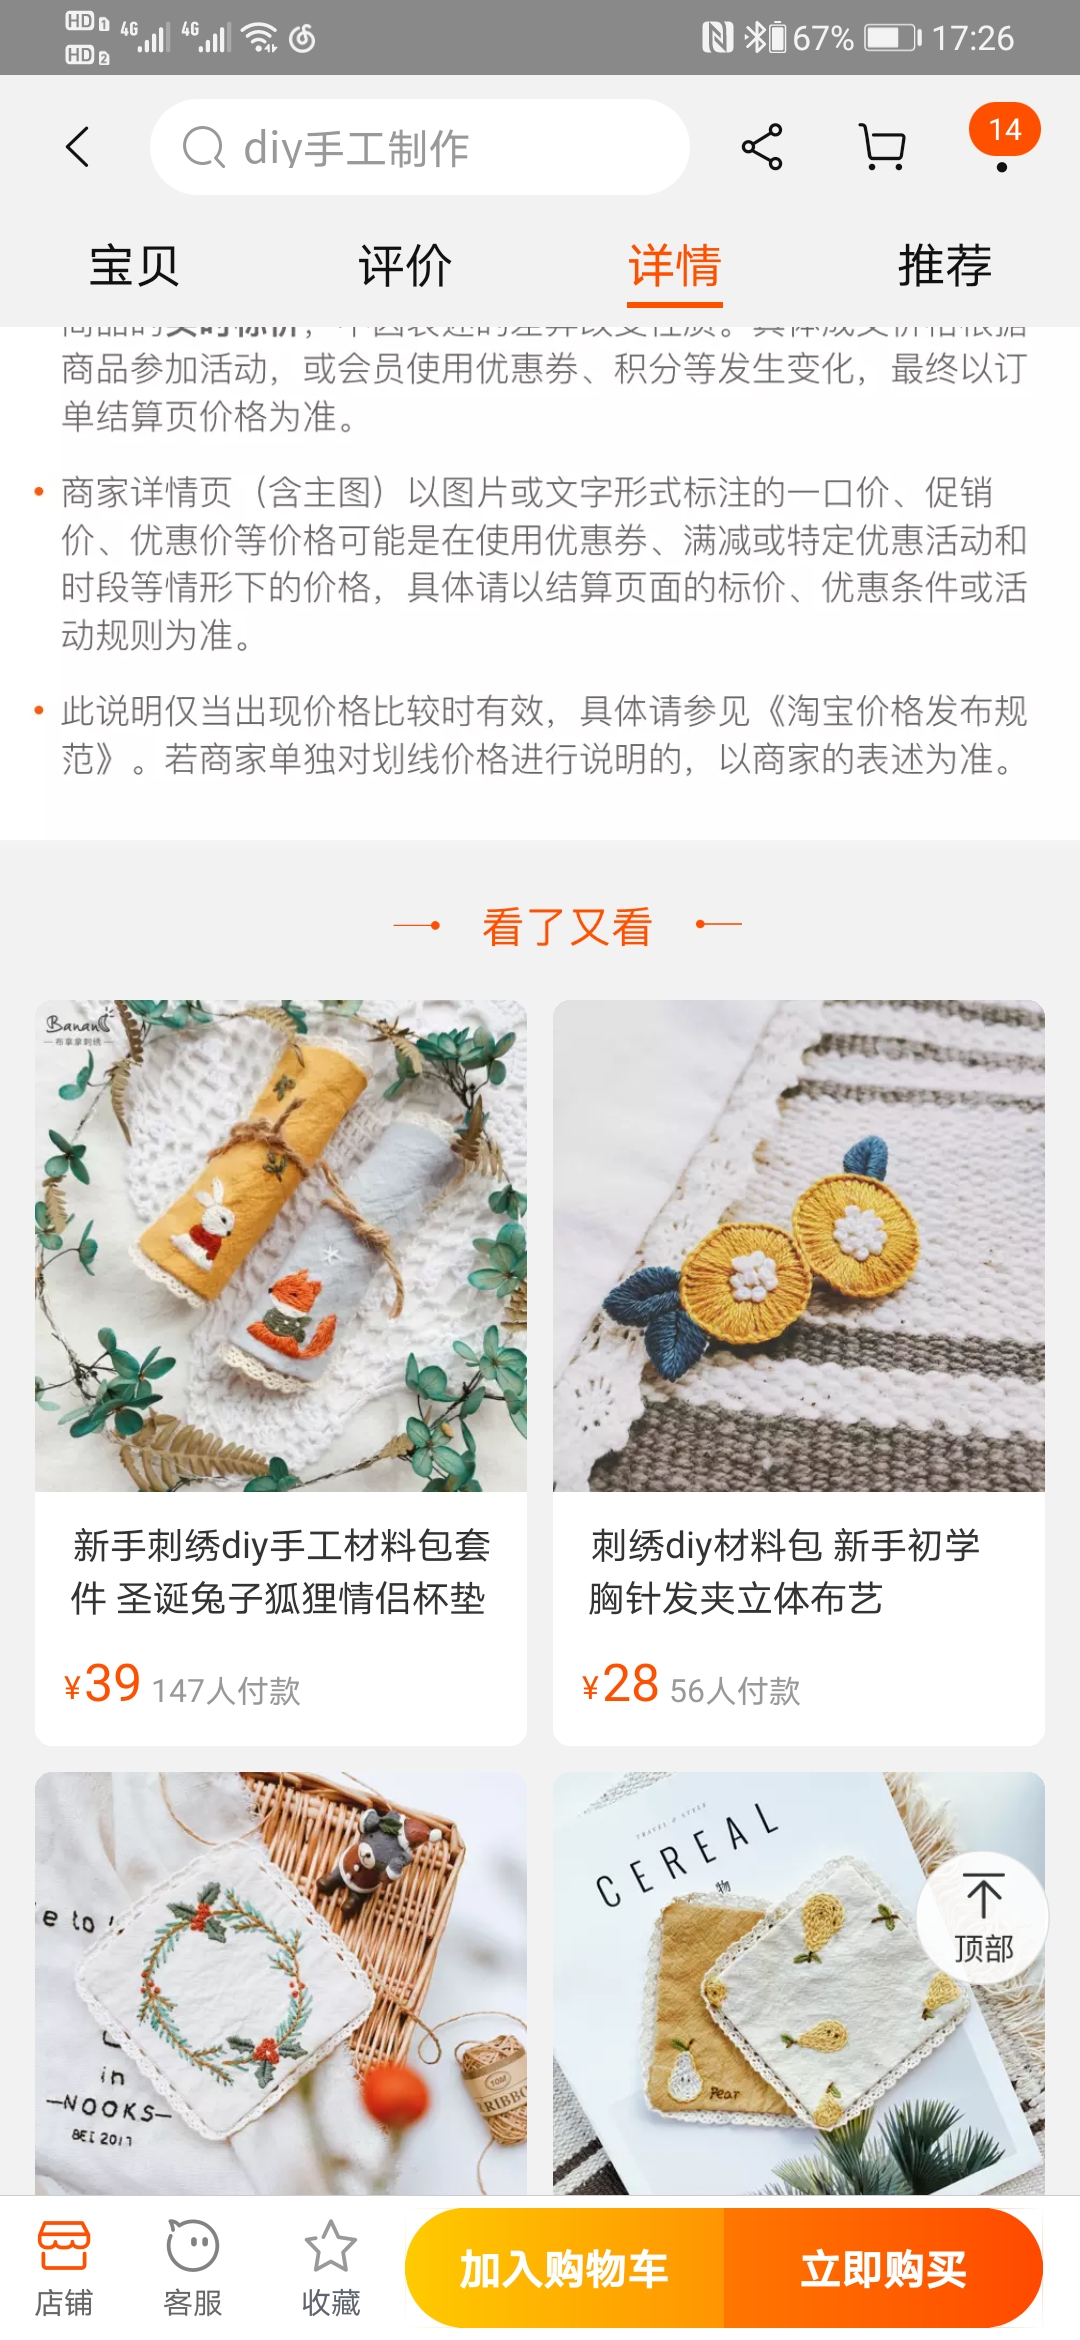 HD 1 4G 4G 67% 17:26
HD 2
diy手工制作
14
宝贝 评价 详情 推荐
商品参加活动，或会员使用优惠券、积分等发生变化，最终以订
单结算页价格为准。
商家详情页（含主图）以图片或文字形式标注的一口价、促销
价、优惠价等价格可能是在使用优惠券、满减或特定优惠活动和
时段等情形下的价格，具体请以结算页面的标价、优惠条件或活
动规则为准。
此说明仅当出现价格比较时有效，具体请参见《淘宝价格发布规
范》。若商家单独对划线价格进行说明的，以商家的表述为准。
看了又看
Banana
布拿拿刺绣
新手刺绣diy手工材料包套
件 圣诞兔子狐狸情侣杯垫
¥39 147人付款
刺绣diy材料包 新手初学
胸针发夹立体布艺
¥28 56人付款
e to
in
NOOKS
10M
TRAVEL & STYLE
CEREAL
物
Pear
顶部
店铺 客服 收藏 加入购物车 立即购买